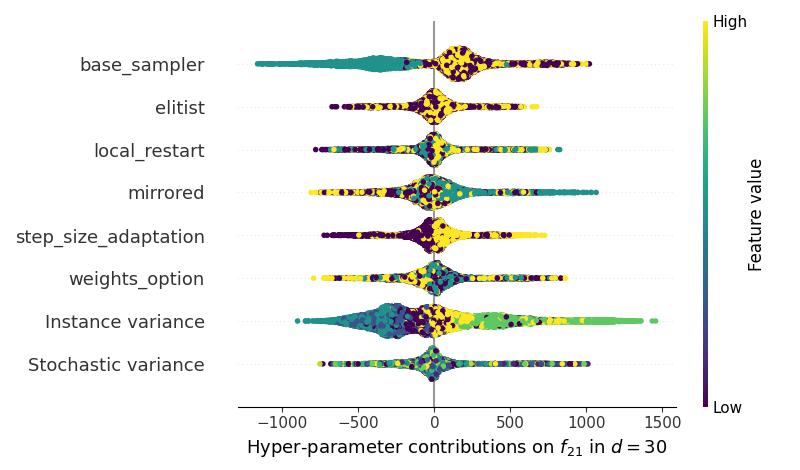 High
base_sampler
elitist
local_restart
mirrored
step_size_adaptation
weights_option
Instance variance
Stochastic variance
Feature value
Low
−1000 −500 0 500 1000 1500
Hyper-parameter contributions on f21 in d = 30